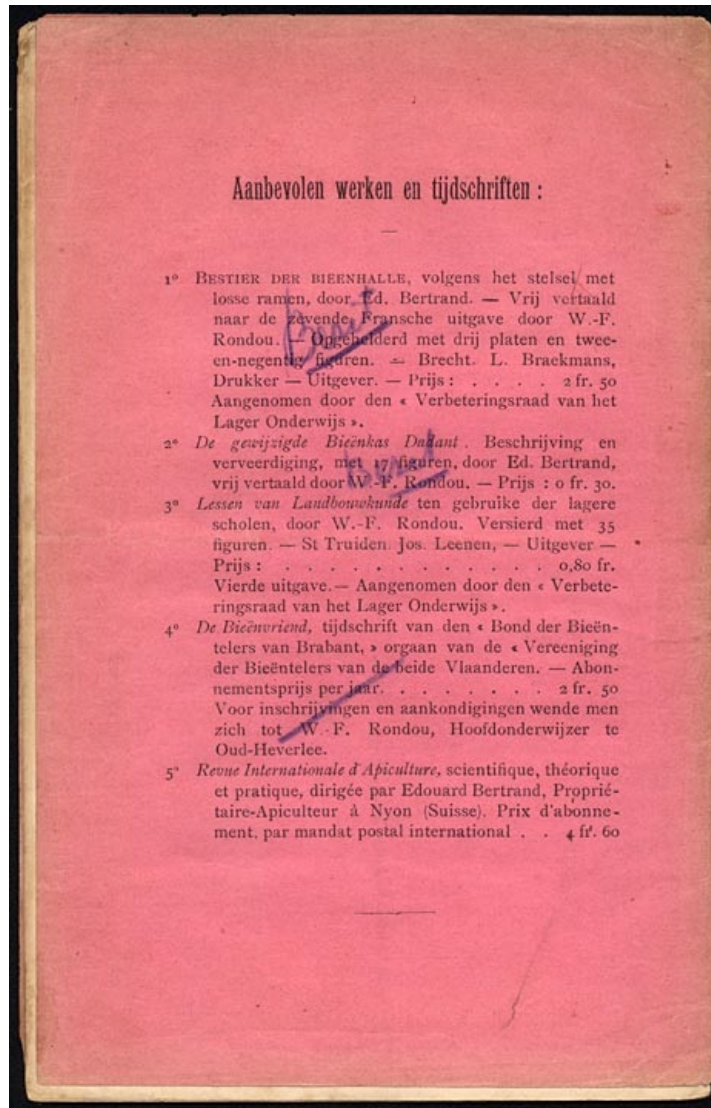 Aanbevolen werken en tijdschriften :
1º BESTIER DER BIEENHALLE, volgens het stelsel met
losse ramen, door Ed. Bertrand. — Vrij vertaald
naar de zevende Fransche uitgave door W.-F.
Rondou. — Opgehelderd met drij platen en twee-
en-negentig figuren. — Brecht. L. Braekmans,
Drukker — Uitgever. — Prijs : . . . . 2 fr. 50
Aangenomen door den « Verbeteringsraad van het
Lager Onderwijs ».
Besit
2º De gewijzigde Bieënkas Dadant. Beschrijving en
ververdiging, met 17 figuren, door Ed. Bertrand,
vrij vertaald door W.-F. Rondou. — Prijs : 0 fr. 30.
Besit
3º Lessen van Landbouwkunde ten gebruike der lagere
scholen, door W.-F. Rondou. Versierd met 35
figuren. — St Truiden. Jos. Leenen, — Uitgever —
Prijs : . . . . . . . . . . . . 0,80 fr.
Vierde uitgave. — Aangenomen door den « Verbete-
ringsraad van het Lager Onderwijs ».
4º De Bieënvriend, tijdschrift van den « Bond der Bieën-
telers van Brabant, » orgaan van de « Vereeniging
der Bieëntelers van de beide Vlaanderen. — Abon-
nementsprijs per jaar. . . . . . . . 2 fr. 50
Voor inschrijvingen en aankondigingen wende men
zich tot W.-F. Rondou, Hoofdonderwijzer te
Oud-Heverlee.
5º Revue Internationale d'Apiculture, scientifique, théorique
et pratique, dirigée par Edouard Bertrand, Proprié-
taire-Apiculteur à Nyon (Suisse). Prix d'abonne-
ment, par mandat postal international . . 4 fr. 60